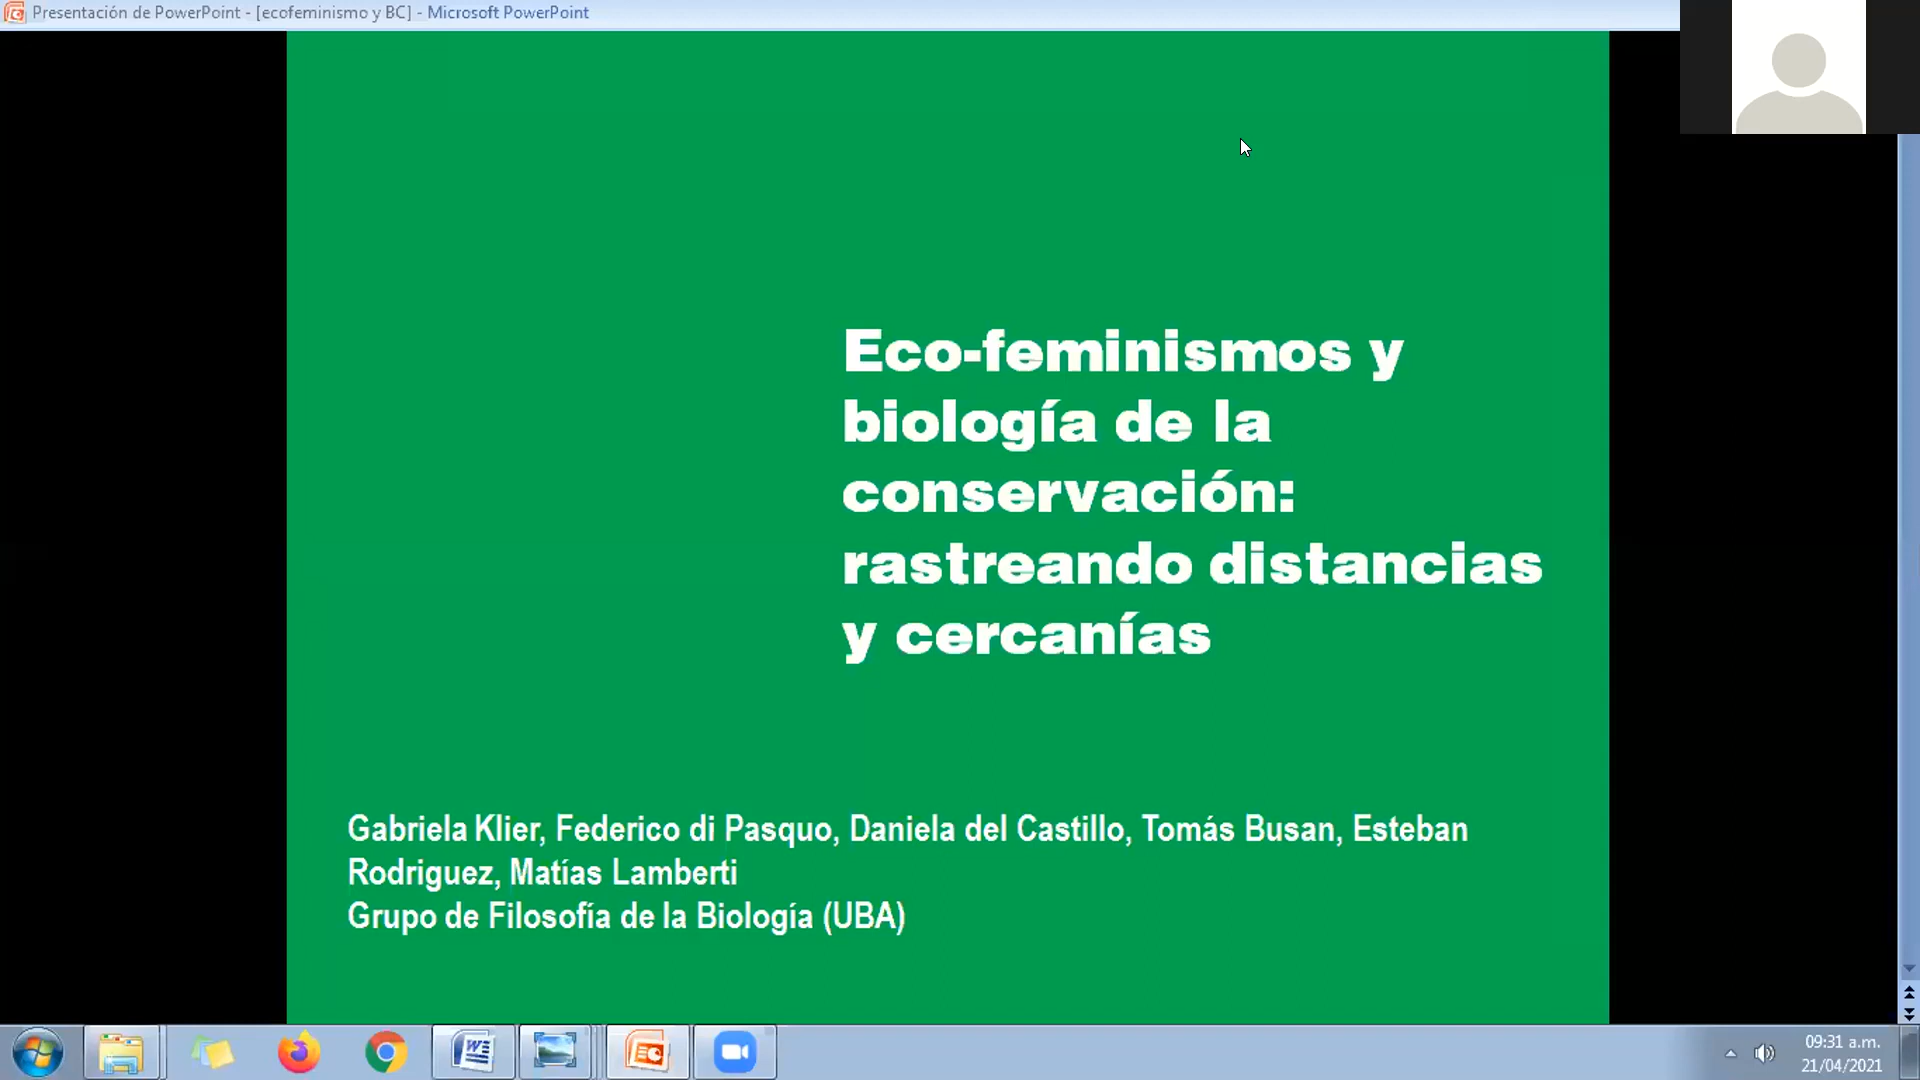 Presentación de PowerPoint - [ecofeminismo y BC] - Microsoft PowerPoint
Eco-feminismos y
biología de la
conservación:
rastreando distancias
y cercanías
Gabriela Klier, Federico di Pasquo, Daniela del Castillo, Tomás Busan, Esteban
Rodriguez, Matías Lamberti
Grupo de Filosofía de la Biología (UBA)
09:31 a.m.
21/04/2021